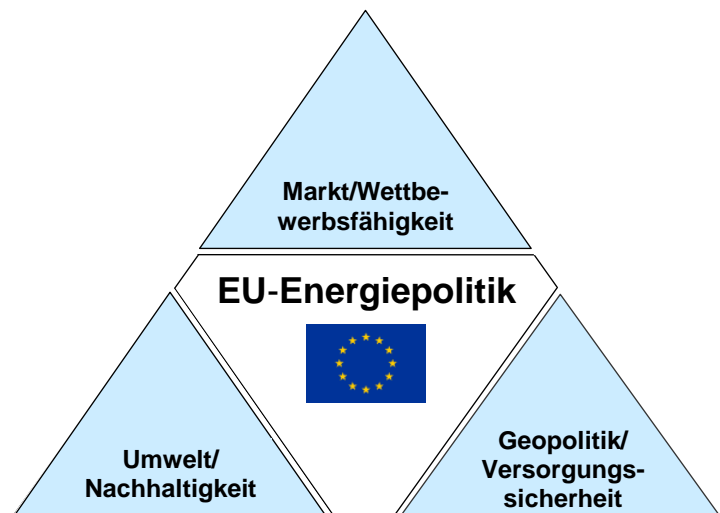 Markt/Wettbe-
werbsfähigkeit
EU-Energiepolitik
Umwelt/
Nachhaltigkeit
Geopolitik/
Versorgungs-
sicherheit